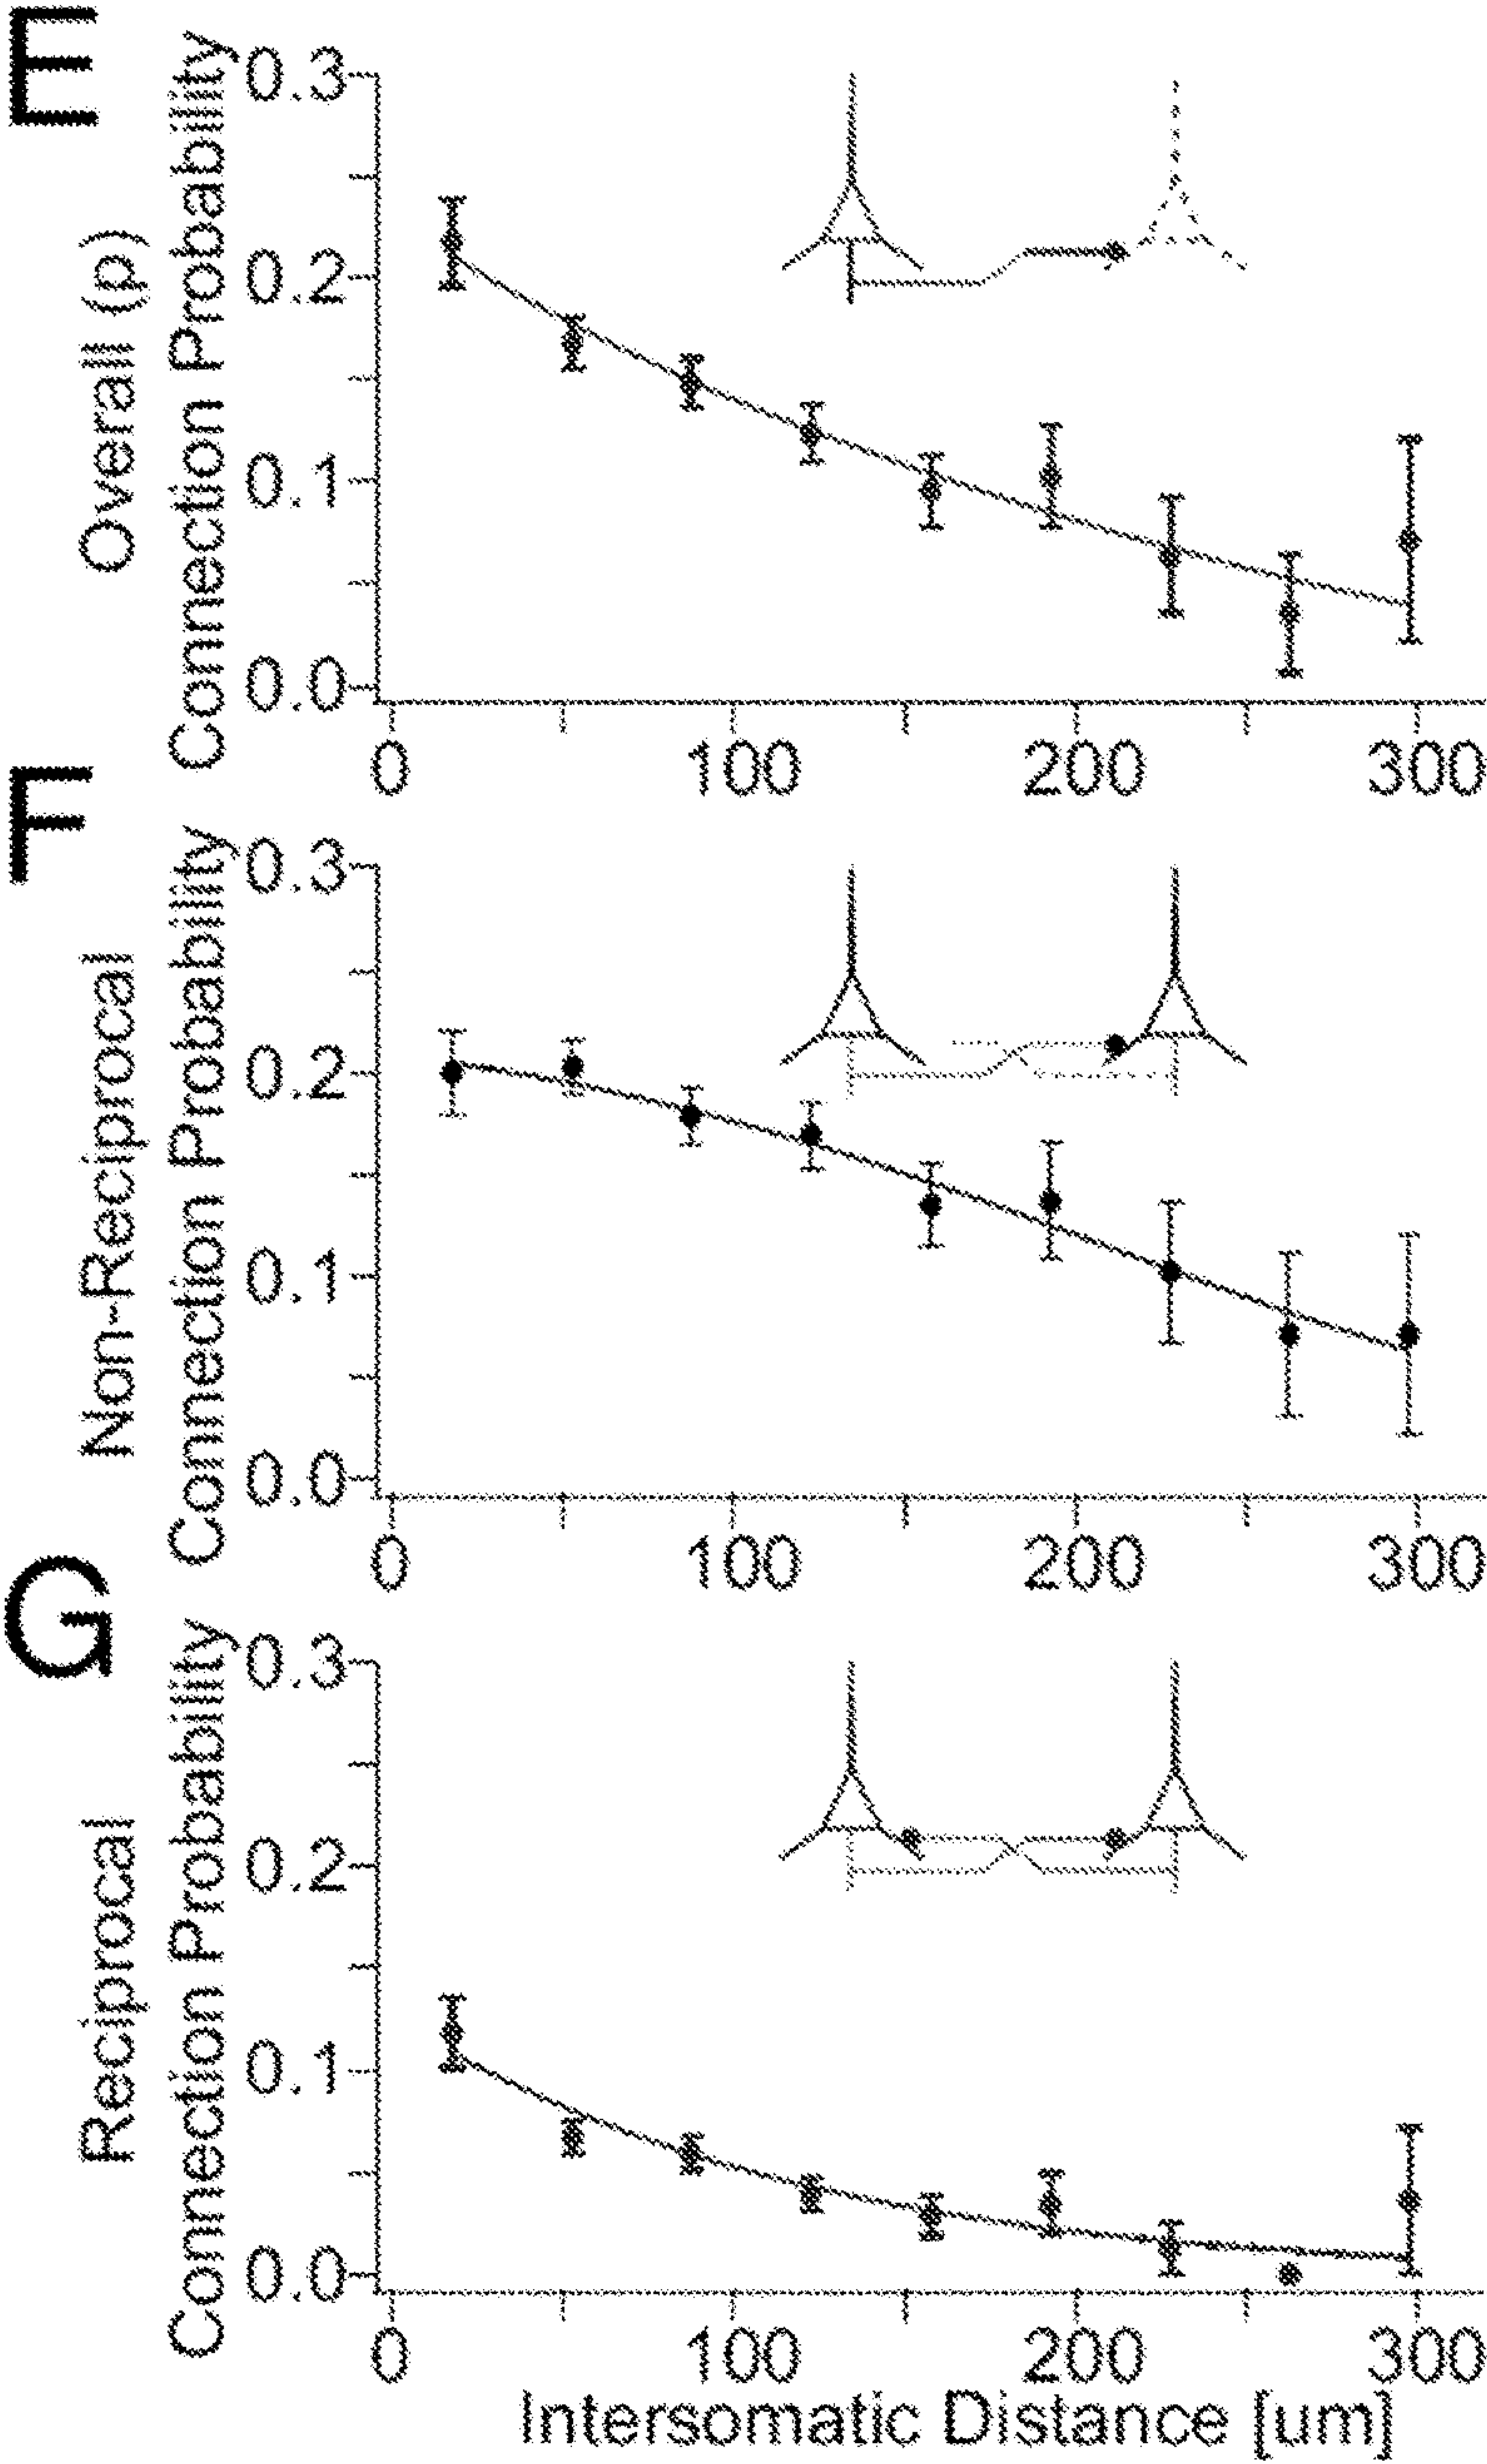 E
Overall (p)
Connection Probability
0.3
0.2
0.1
0.0
0 100 200 300
F
Non-Reciprocal
Connection Probability
0.3
0.2
0.1
0.0
0 100 200 300
G
Reciprocal
Connection Probability
0.3
0.2
0.1
0.0
0 100 200 300
Intersomatic Distance [um]